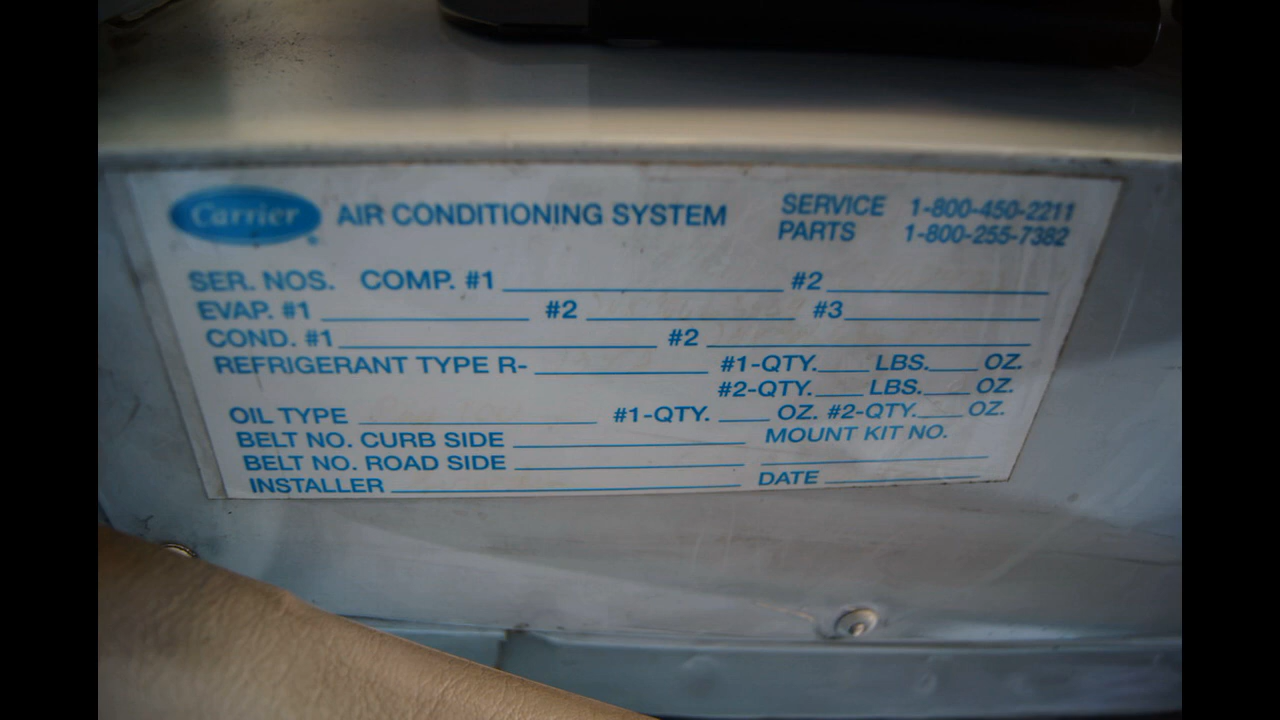 Carrier AIR CONDITIONING SYSTEM SERVICE 1-800-450-2211
PARTS 1-800-255-7382
SER. NOS. COMP. #1 #2
EVAP. #1 #2 #3
COND. #1 #2
REFRIGERANT TYPE R- #1-QTY. LBS. OZ.
#2-QTY. LBS. OZ.
OIL TYPE #1-QTY. OZ. #2-QTY. OZ.
BELT NO. CURB SIDE MOUNT KIT NO.
BELT NO. ROAD SIDE
INSTALLER DATE